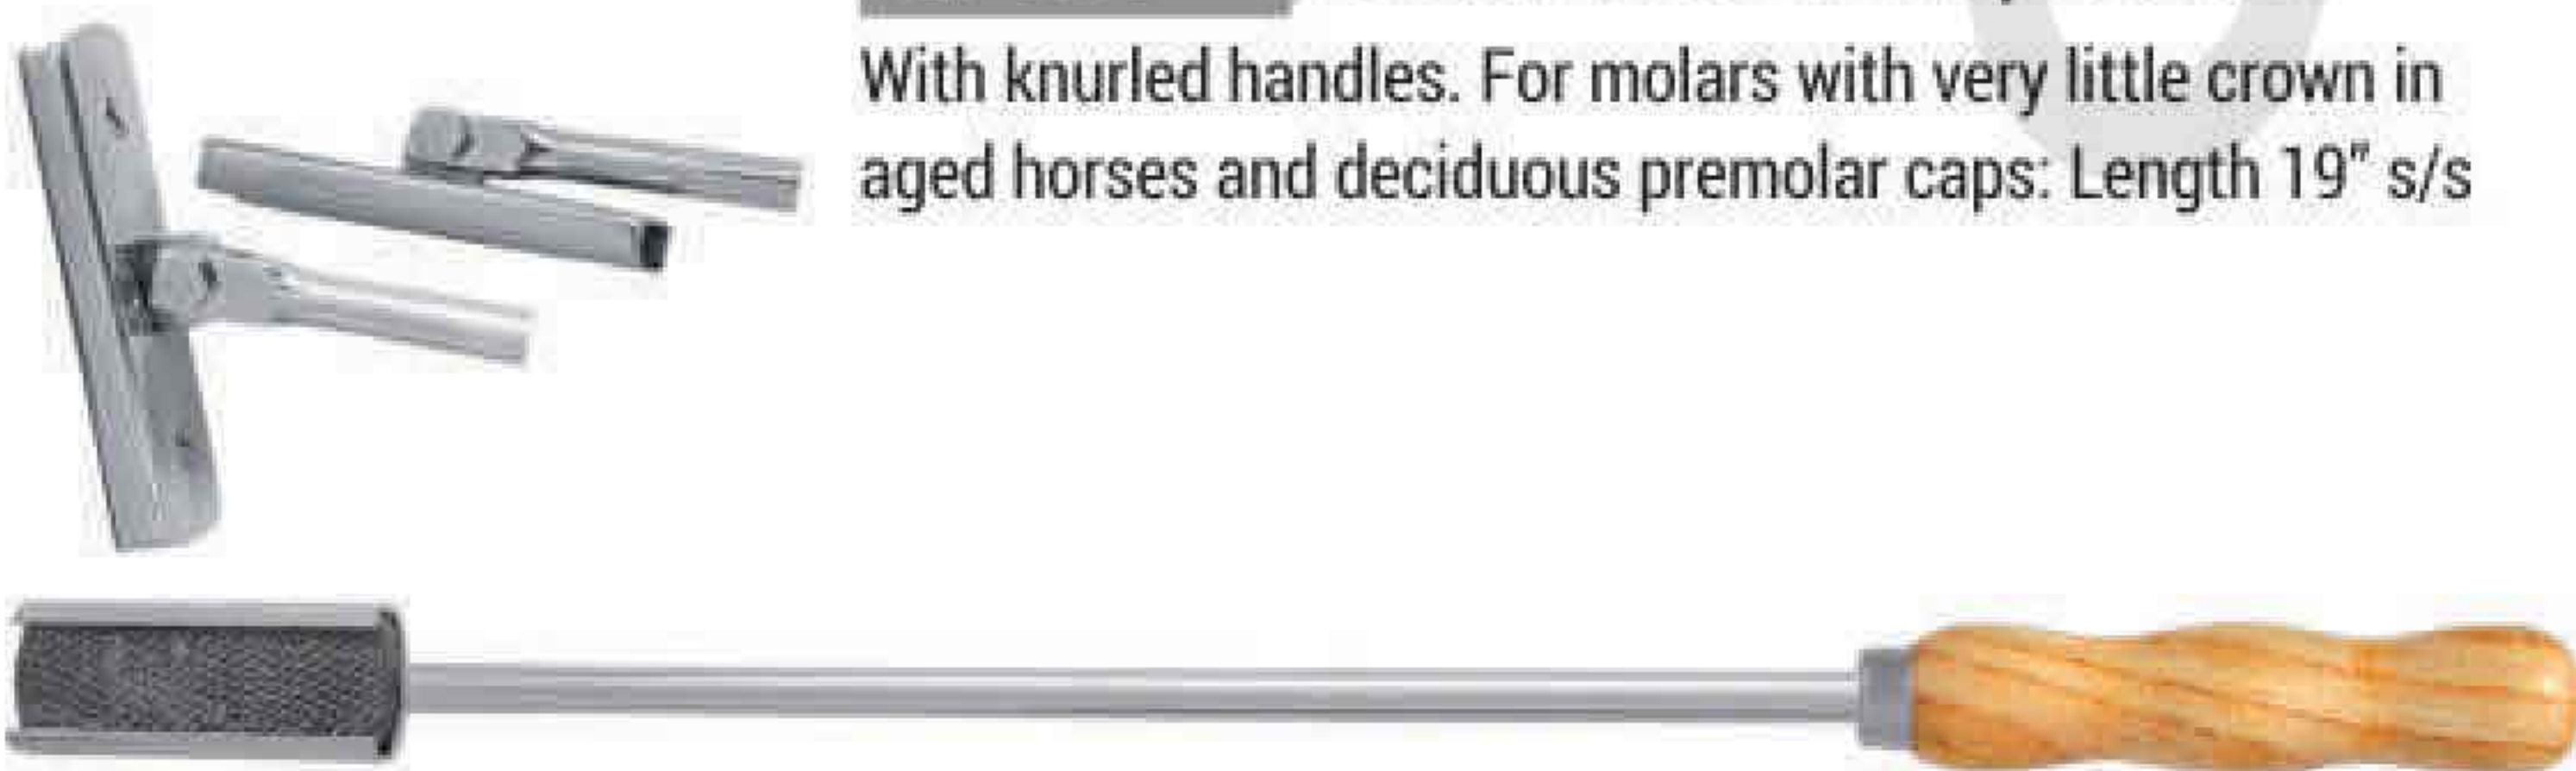 With knurled handles. For molars with very little crown in
aged horses and deciduous premolar caps: Length 19" s/s